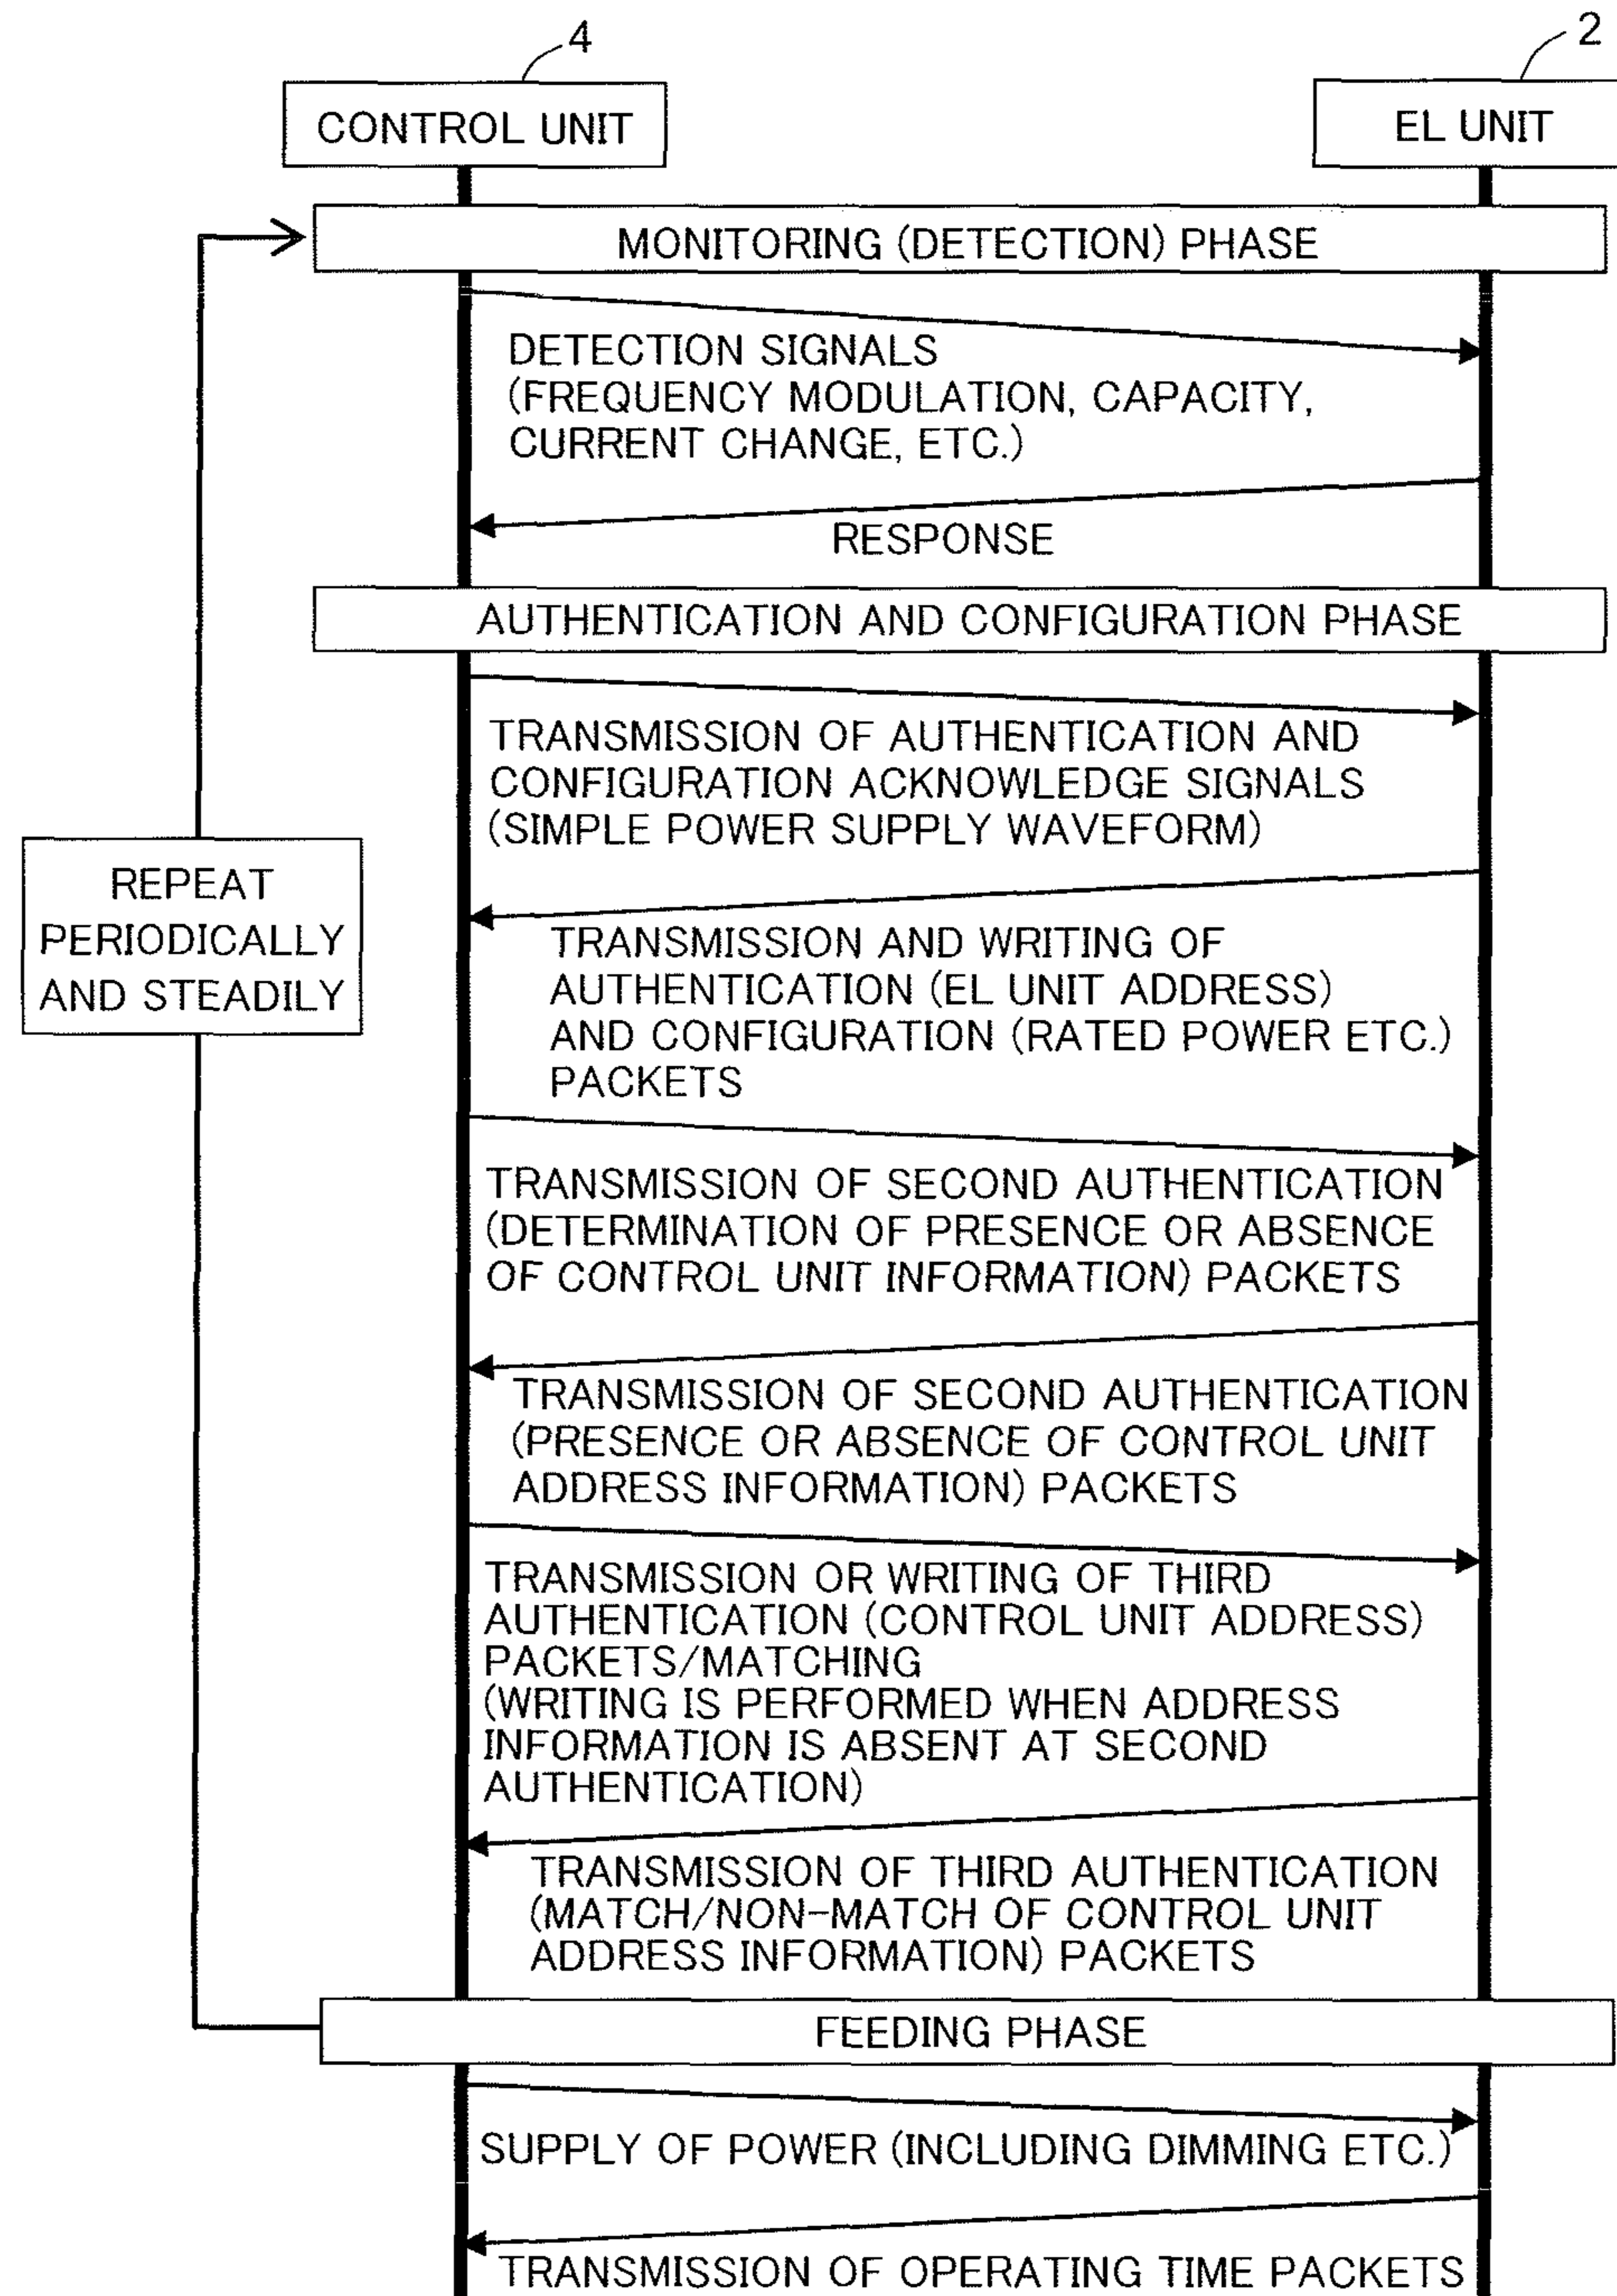 4
2
CONTROL UNIT
EL UNIT
MONITORING (DETECTION) PHASE
DETECTION SIGNALS
(FREQUENCY MODULATION, CAPACITY,
CURRENT CHANGE, ETC.)
RESPONSE
AUTHENTICATION AND CONFIGURATION PHASE
TRANSMISSION OF AUTHENTICATION AND
CONFIGURATION ACKNOWLEDGE SIGNALS
(SIMPLE POWER SUPPLY WAVEFORM)
REPEAT
PERIODICALLY
AND STEADILY
TRANSMISSION AND WRITING OF
AUTHENTICATION (EL UNIT ADDRESS)
AND CONFIGURATION (RATED POWER ETC.)
PACKETS
TRANSMISSION OF SECOND AUTHENTICATION
(DETERMINATION OF PRESENCE OR ABSENCE
OF CONTROL UNIT INFORMATION) PACKETS
TRANSMISSION OF SECOND AUTHENTICATION
(PRESENCE OR ABSENCE OF CONTROL UNIT
ADDRESS INFORMATION) PACKETS
TRANSMISSION OR WRITING OF THIRD
AUTHENTICATION (CONTROL UNIT ADDRESS)
PACKETS/MATCHING
(WRITING IS PERFORMED WHEN ADDRESS
INFORMATION IS ABSENT AT SECOND
AUTHENTICATION)
TRANSMISSION OF THIRD AUTHENTICATION
(MATCH/NON-MATCH OF CONTROL UNIT
ADDRESS INFORMATION) PACKETS
FEEDING PHASE
SUPPLY OF POWER (INCLUDING DIMMING ETC.)
TRANSMISSION OF OPERATING TIME PACKETS